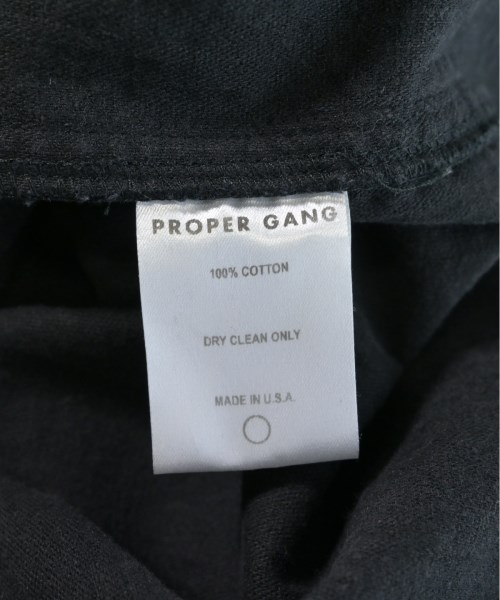 PROPER GANG
100% COTTON
DRY CLEAN ONLY
MADE IN U.S.A.